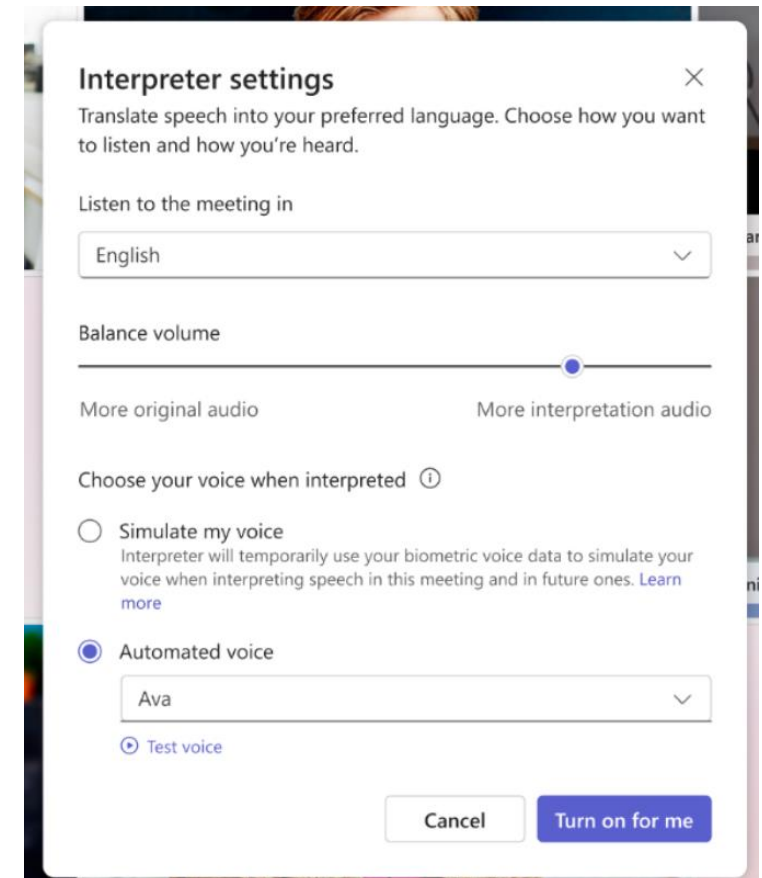 Interpreter settings
Translate speech into your preferred language. Choose how you want
to listen and how you're heard.
Listen to the meeting in
English
Balance volume
More original audio
More interpretation audio
Choose your voice when interpreted
Simulate my voice
Interpreter will temporarily use your biometric voice data to simulate your
voice when interpreting speech in this meeting and in future ones. Learn
more
Automated voice
Ava
Test voice
Cancel
Turn on for me